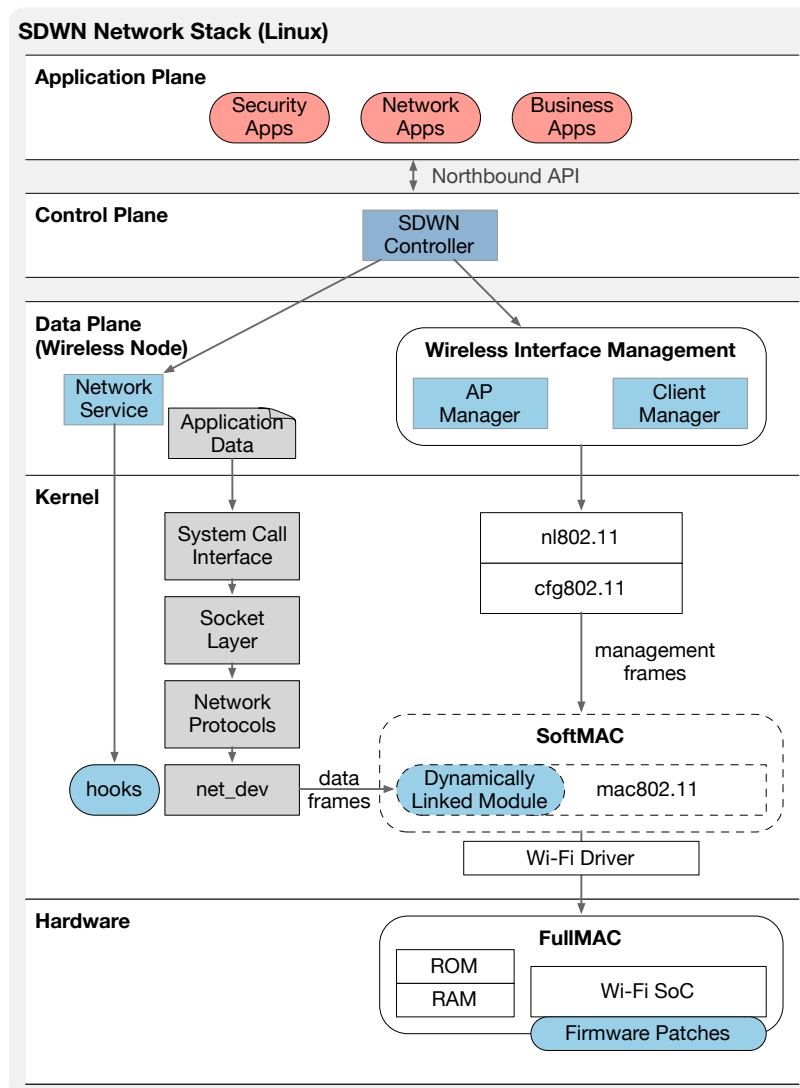 SDWN Network Stack (Linux)
Application Plane
Security
Apps
Network
Apps
Business
Apps
Northbound API
Control Plane
SDWN
Controller
Data Plane
(Wireless Node)
Wireless Interface Management
Network
Service
AP
Manager
Client
Manager
Application
Data
Kernel
System Call
Interface
nl802.11
cfg802.11
Socket
Layer
management
frames
Network
Protocols
SoftMAC
hooks
net_dev
data
frames
Dynamically
Linked Module
mac802.11
Wi-Fi Driver
Hardware
FullMAC
ROM
RAM
Wi-Fi SoC
Firmware Patches